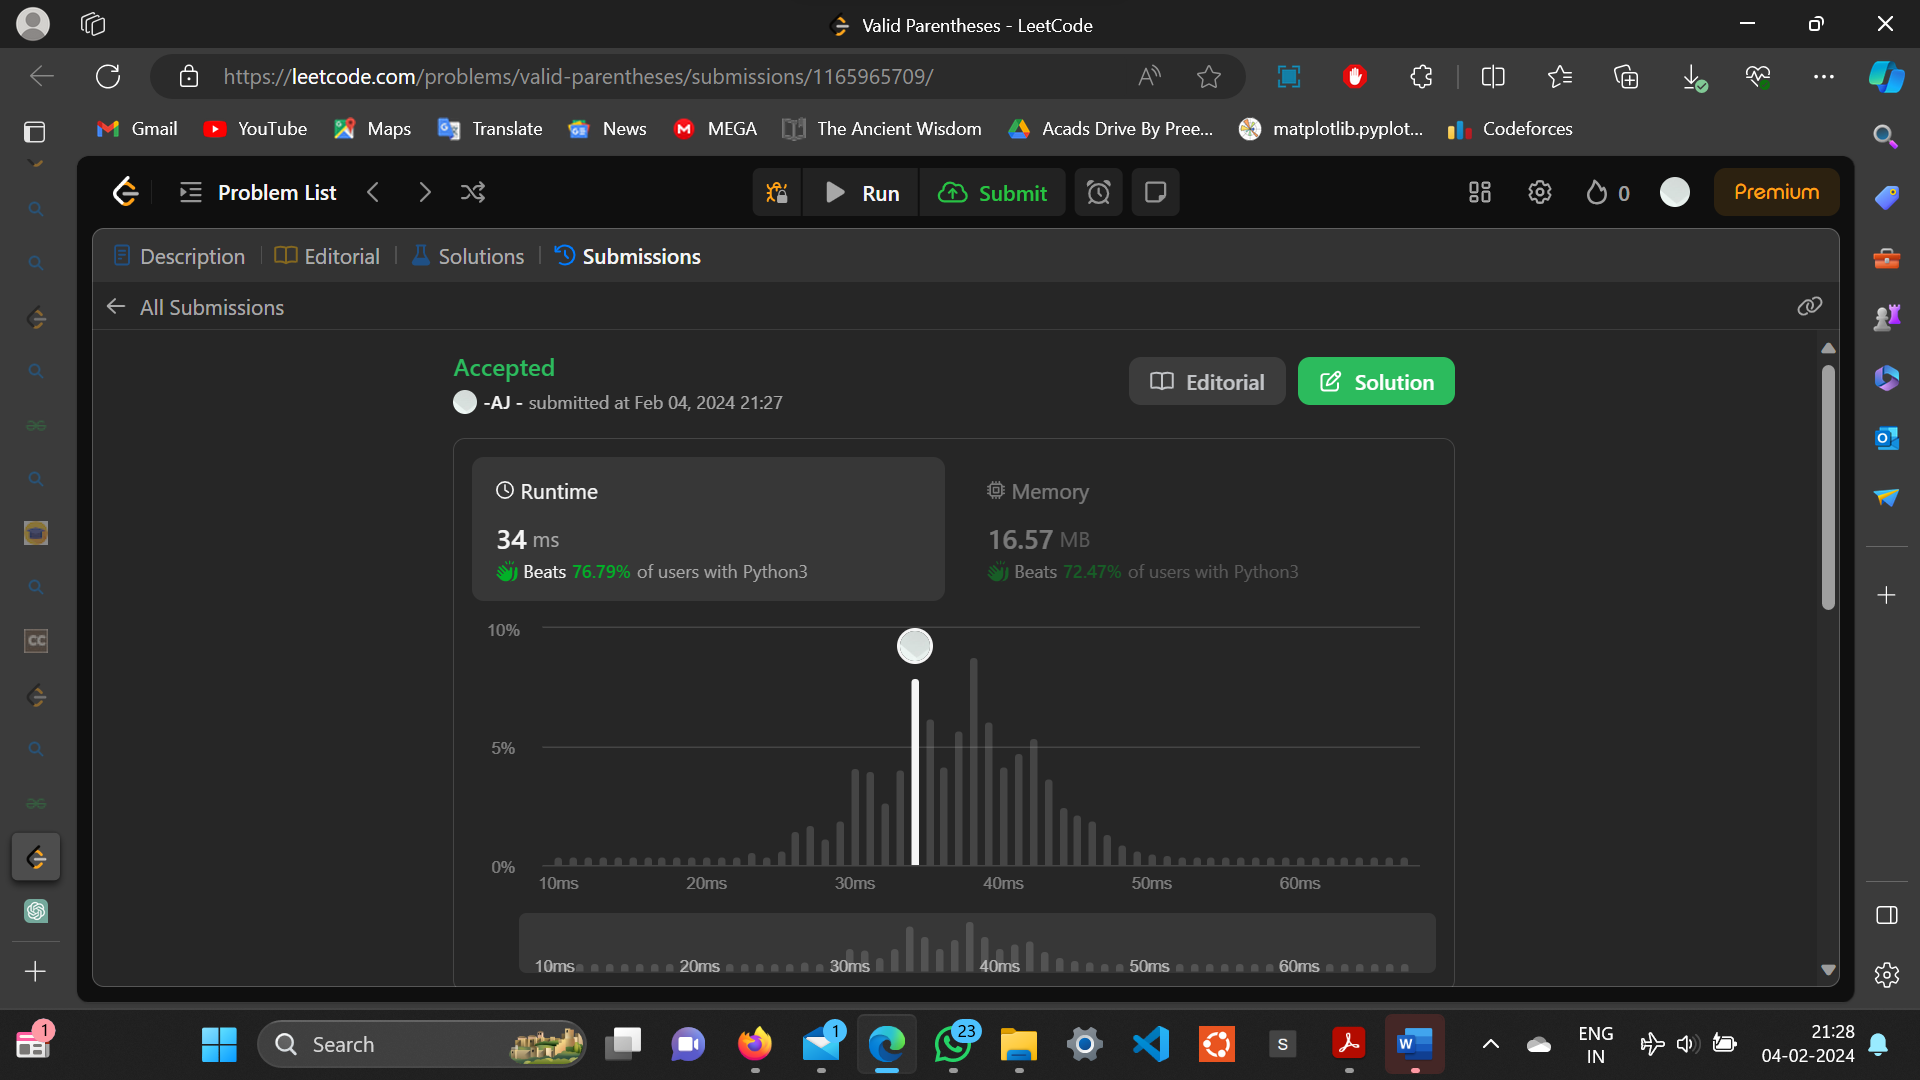 Valid Parentheses - LeetCode
https://leetcode.com/problems/valid-parentheses/submissions/1165965709/
Gmail YouTube Maps Translate News MEGA The Ancient Wisdom Acads Drive By Pree... matplotlib.pyplot... Codeforces
Problem List Run Submit 0 Premium
Description Editorial Solutions Submissions
All Submissions
Accepted
-AJ - submitted at Feb 04, 2024 21:27
Editorial Solution
Runtime
34 ms
Beats 76.79% of users with Python3
Memory
16.57 MB
Beats 72.47% of users with Python3
10%
5%
0%
10ms 20ms 30ms 40ms 50ms 60ms
10ms 20ms 30ms 40ms 50ms 60ms
CC
1
Search
1
23
S
W
ENG
IN
21:28
04-02-2024